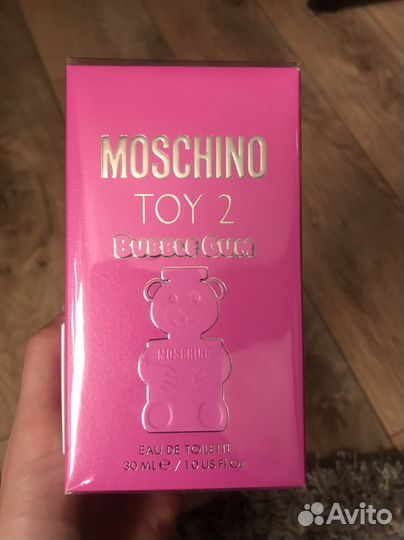 MOSCHINO
TOY 2
BUBBLE GUM
MOSCHINO
EAU DE TOILETTE
30 ML ℮ / 1.0 US Fl.Oz
Avito